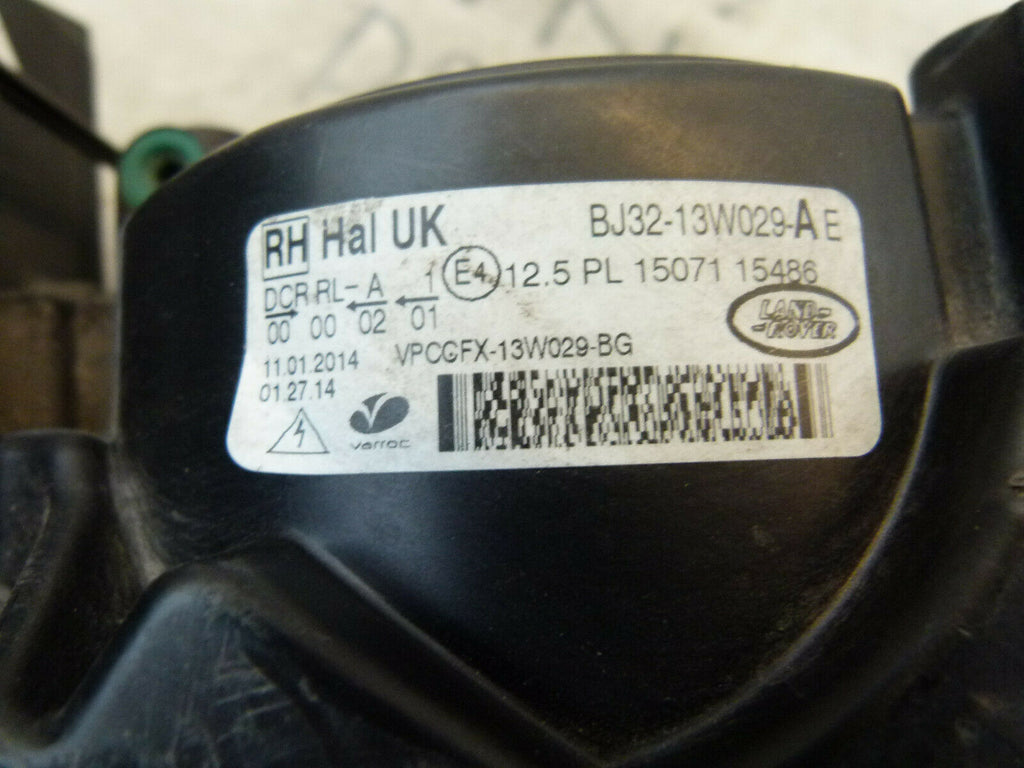 RH Hal UK BJ32-13W029-A E
DCR RL- A 1 E4 12.5 PL 15071 15486
00 00 02 01
LAND-
-ROVER
11.01.2014 VPCGFX-13W029-BG
01.27.14
varroc